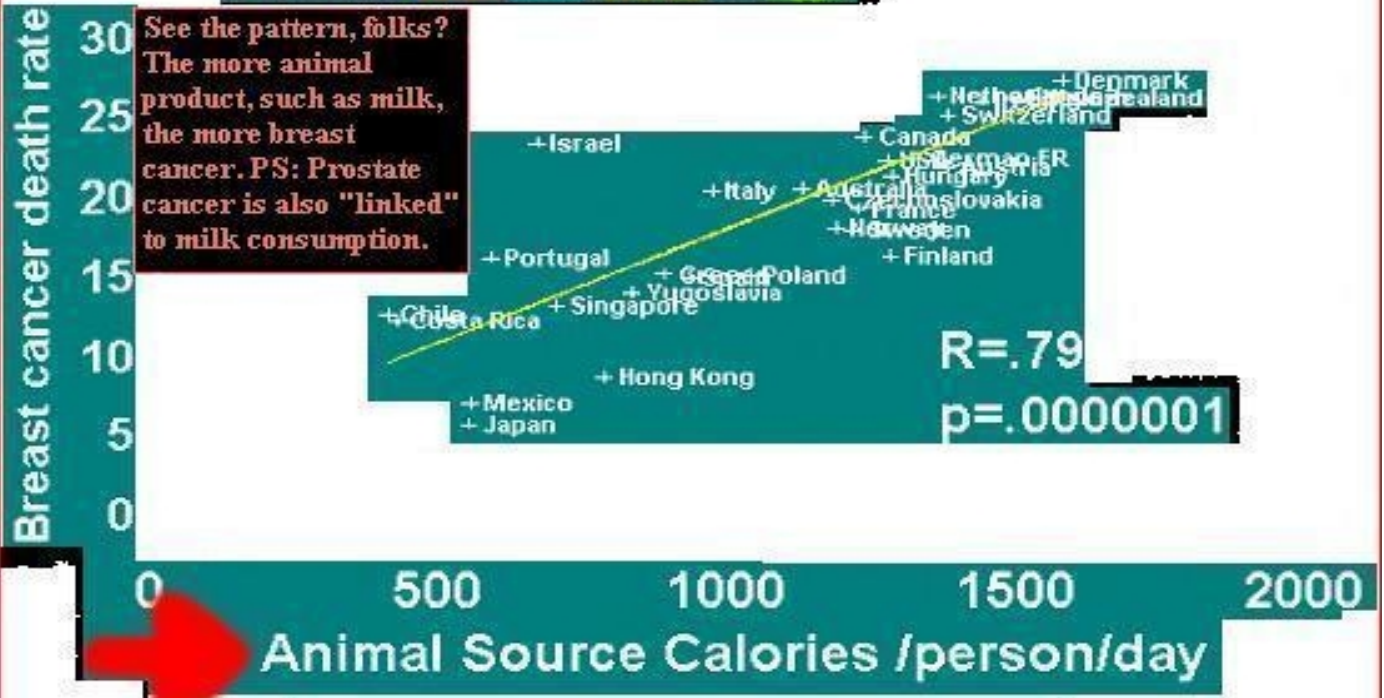 Breast cancer death rate
30
25
20
15
10
5
0
See the pattern, folks?
The more animal
product, such as milk,
the more breast
cancer. PS: Prostate
cancer is also "linked"
to milk consumption.
+Denmark
+Switzerland
+Israel
+Canada
+Italy
+Australia
+Hungary
Austria
France
+Finland
+Portugal
Poland
+Yugoslavia
+Singapore
+Costa Rica
+Hong Kong
+Mexico
+Japan
R=.79
p=.0000001
0 500 1000 1500 2000
Animal Source Calories /person/day